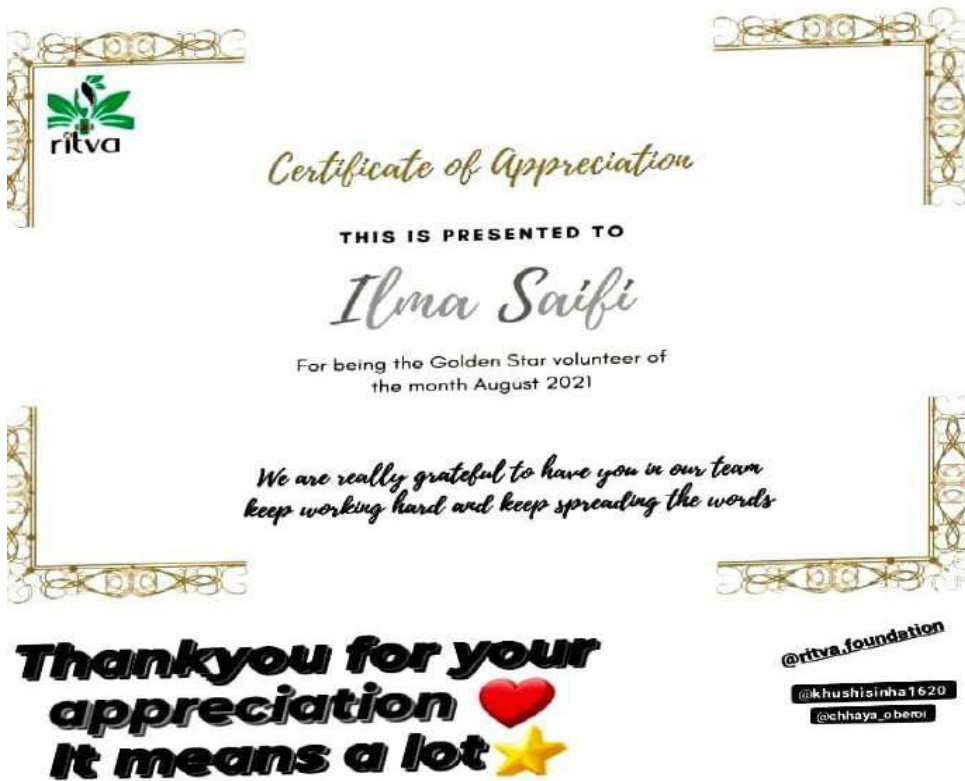 ritva
Certificate of Appreciation
THIS IS PRESENTED TO
Ilma Saifi
For being the Golden Star volunteer of
the month August 2021
We are really grateful to have you in our team
keep working hard and keep spreading the words
Thankyou for your
appreciation ❤️
It means a lot ⭐
@ritva.foundation
@khushisinha1620
@chhaya_oberoi